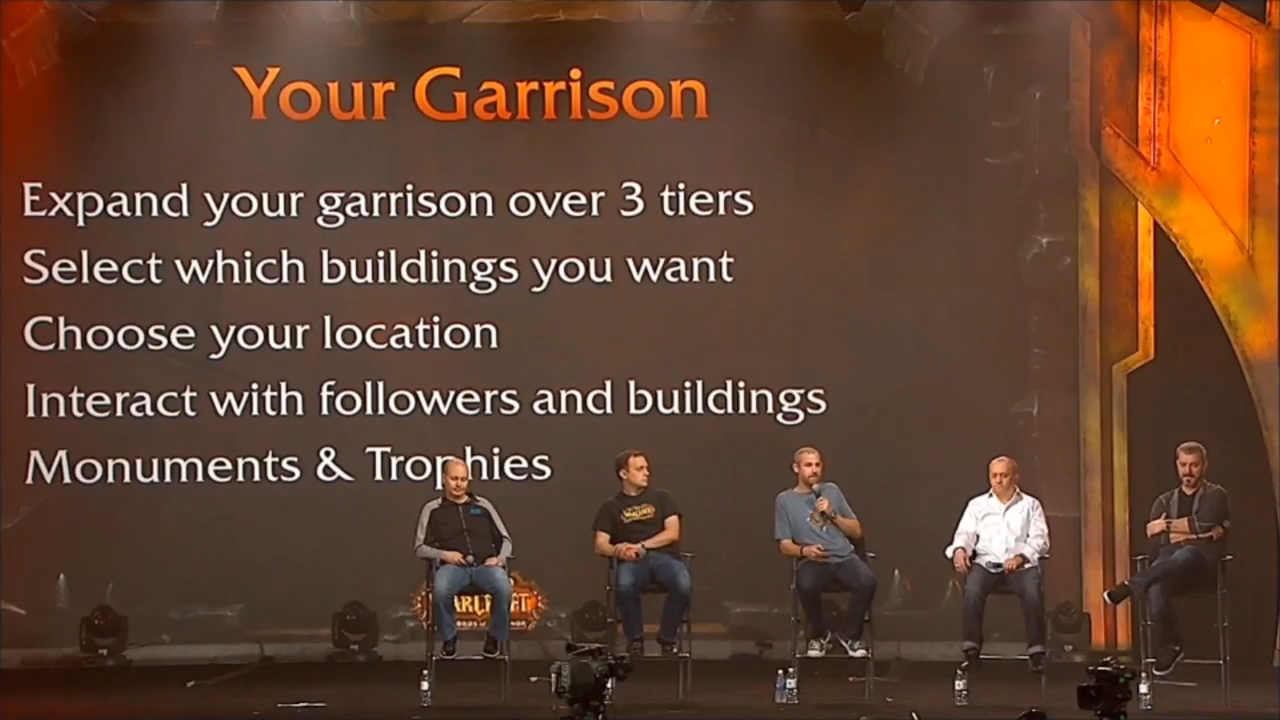 Your Garrison
Expand your garrison over 3 tiers
Select which buildings you want
Choose your location
Interact with followers and buildings
Monuments & Trophies